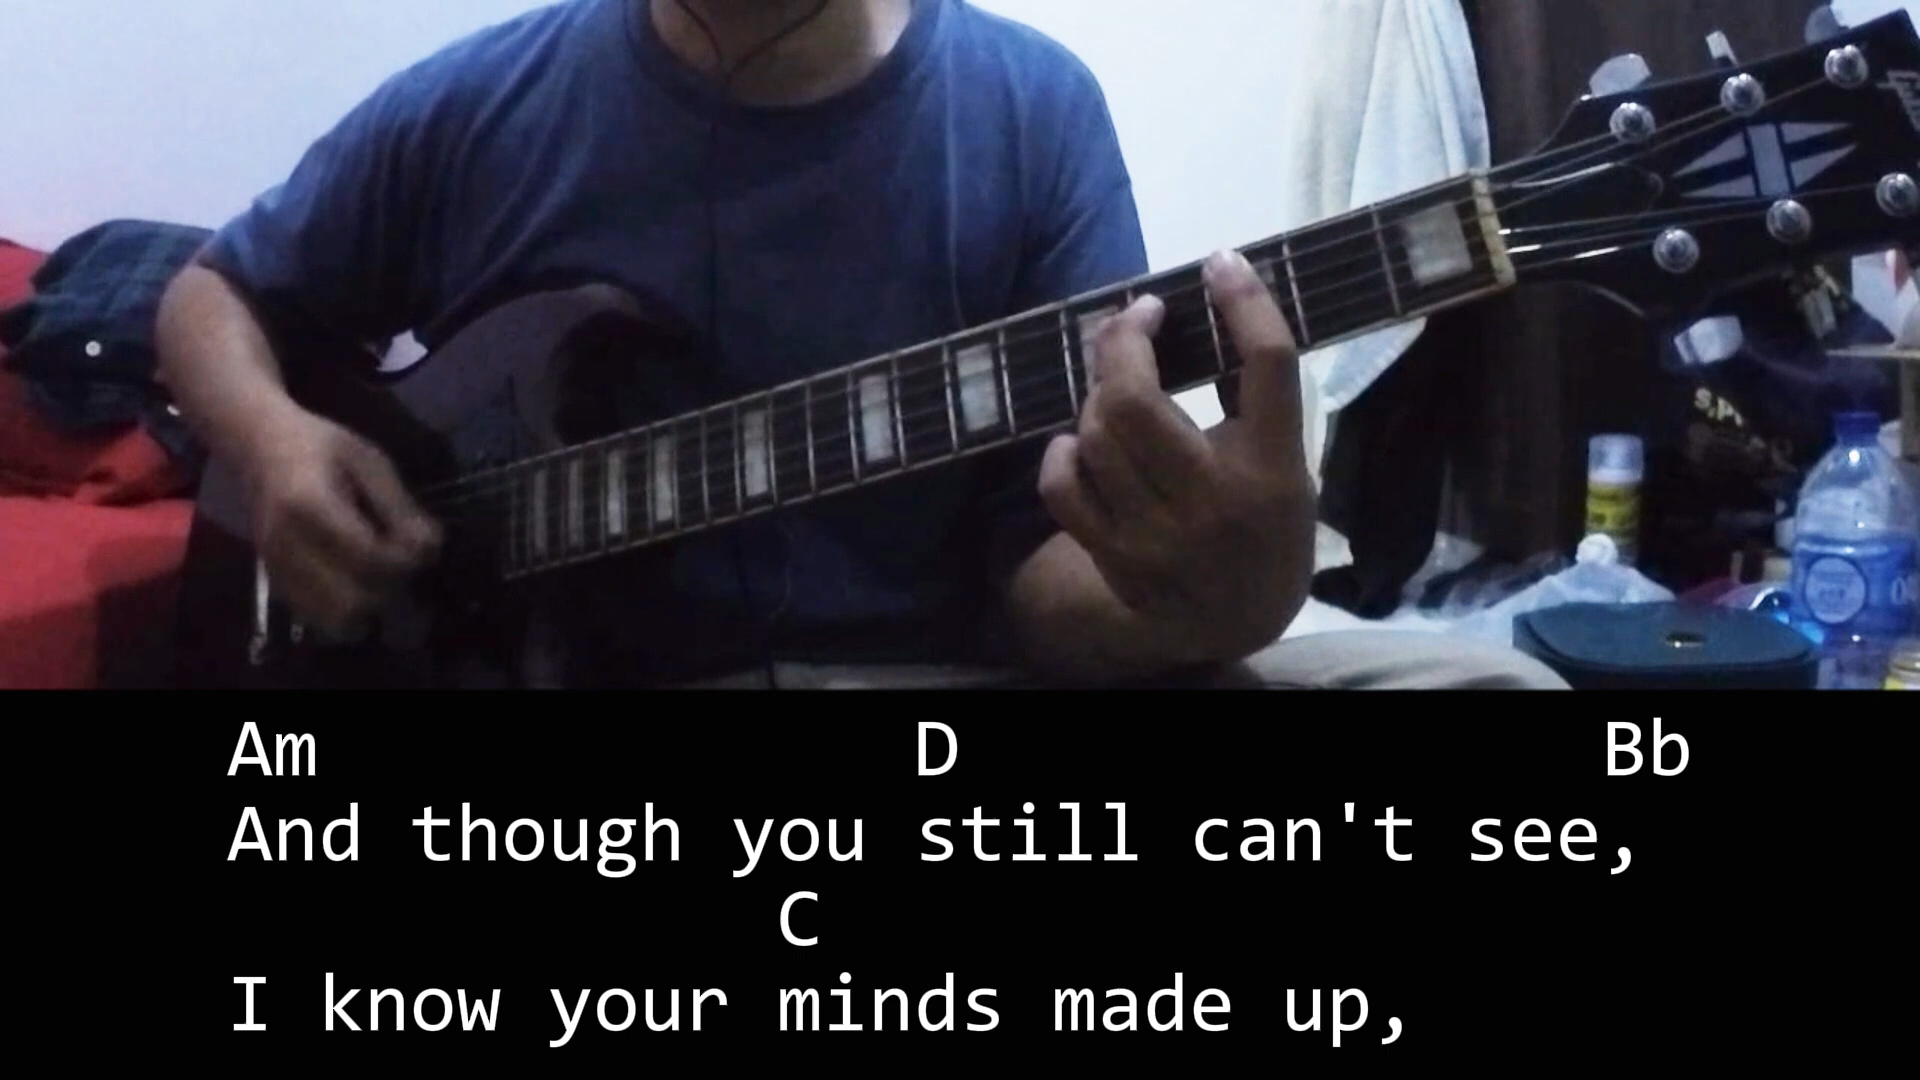 Am D Bb
And though you still can't see,
C
I know your minds made up,